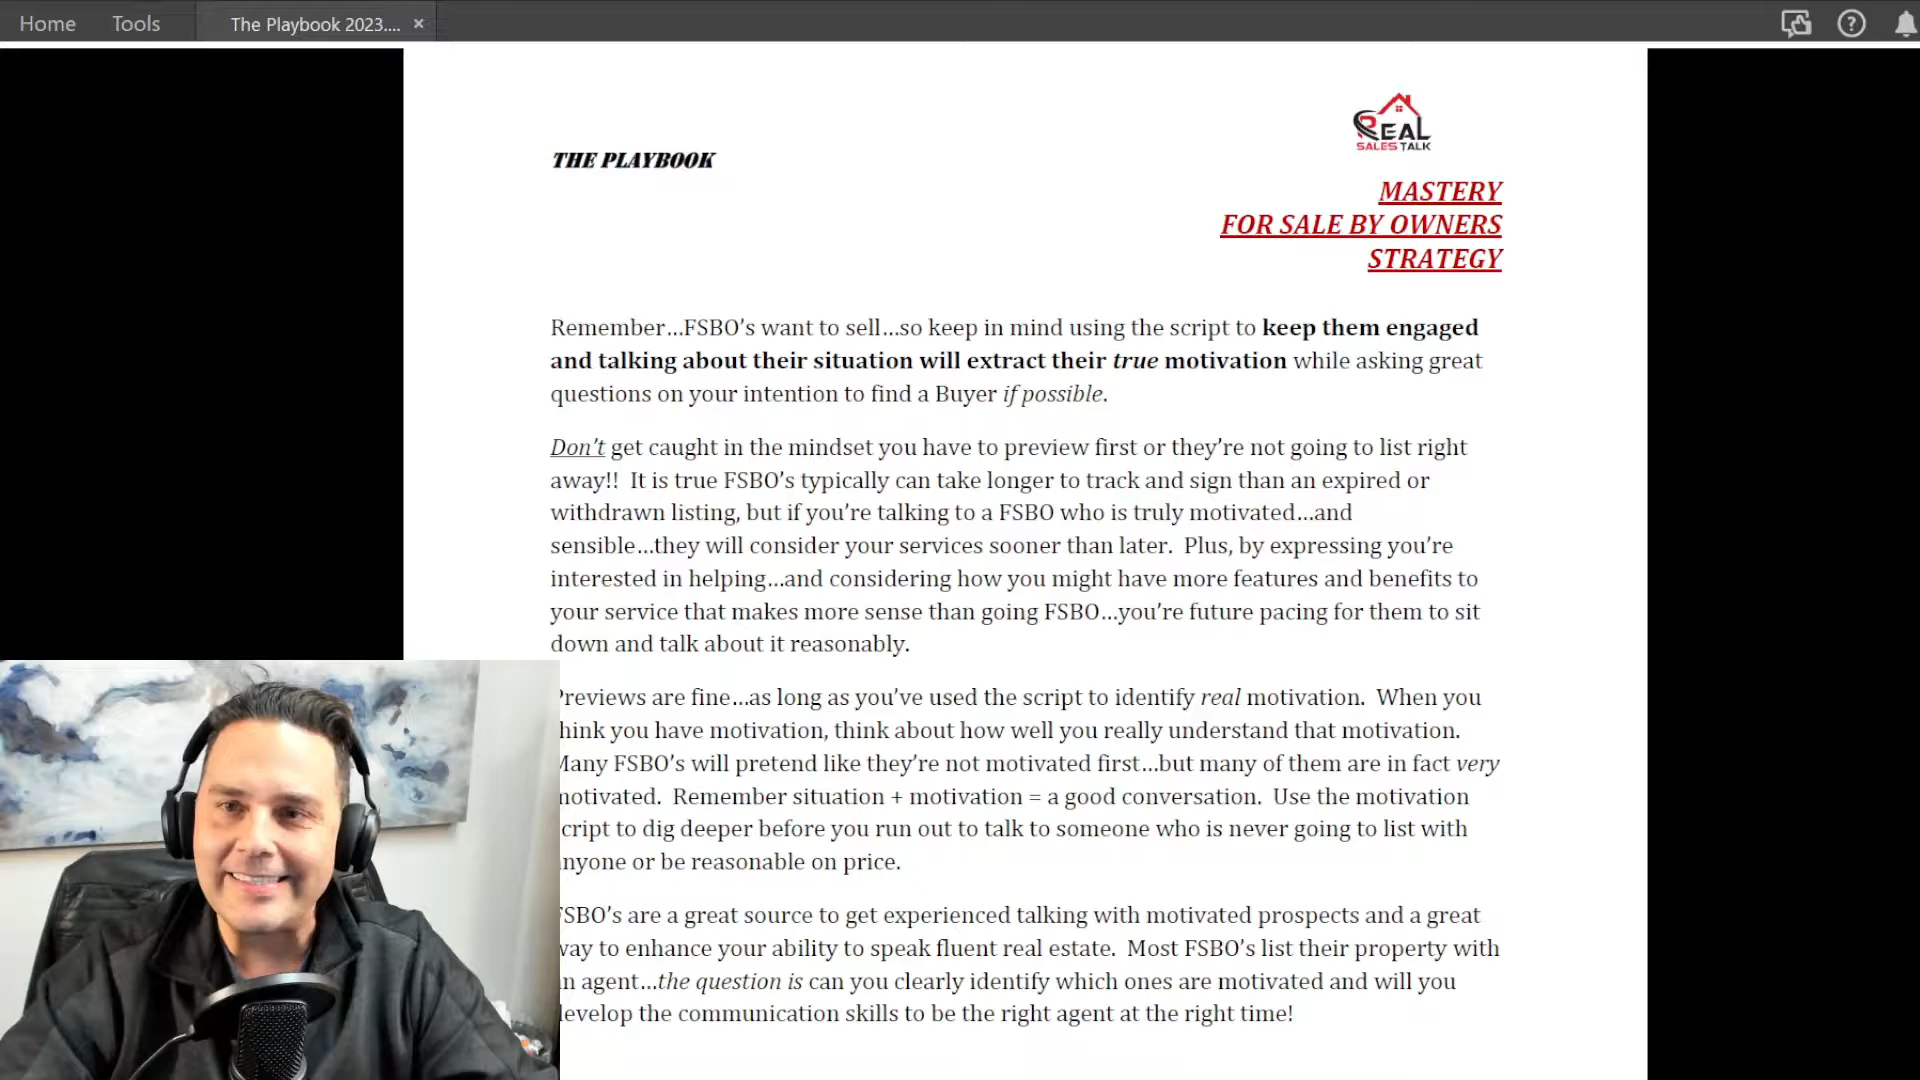 Home Tools The Playbook 2023.... ×
REAL
SALES TALK
THE PLAYBOOK
MASTERY
FOR SALE BY OWNERS
STRATEGY
Remember…FSBO’s want to sell…so keep in mind using the script to keep them engaged
and talking about their situation will extract their true motivation while asking great
questions on your intention to find a Buyer if possible.
Don’t get caught in the mindset you have to preview first or they’re not going to list right
away!! It is true FSBO’s typically can take longer to track and sign than an expired or
withdrawn listing, but if you’re talking to a FSBO who is truly motivated…and
sensible…they will consider your services sooner than later. Plus, by expressing you’re
interested in helping…and considering how you might have more features and benefits to
your service that makes more sense than going FSBO…you’re future pacing for them to sit
down and talk about it reasonably.
Previews are fine…as long as you’ve used the script to identify real motivation. When you
think you have motivation, think about how well you really understand that motivation.
Many FSBO’s will pretend like they’re not motivated first…but many of them are in fact very
motivated. Remember situation + motivation = a good conversation. Use the motivation
script to dig deeper before you run out to talk to someone who is never going to list with
anyone or be reasonable on price.
FSBO’s are a great source to get experienced talking with motivated prospects and a great
way to enhance your ability to speak fluent real estate. Most FSBO’s list their property with
an agent…the question is can you clearly identify which ones are motivated and will you
develop the communication skills to be the right agent at the right time!